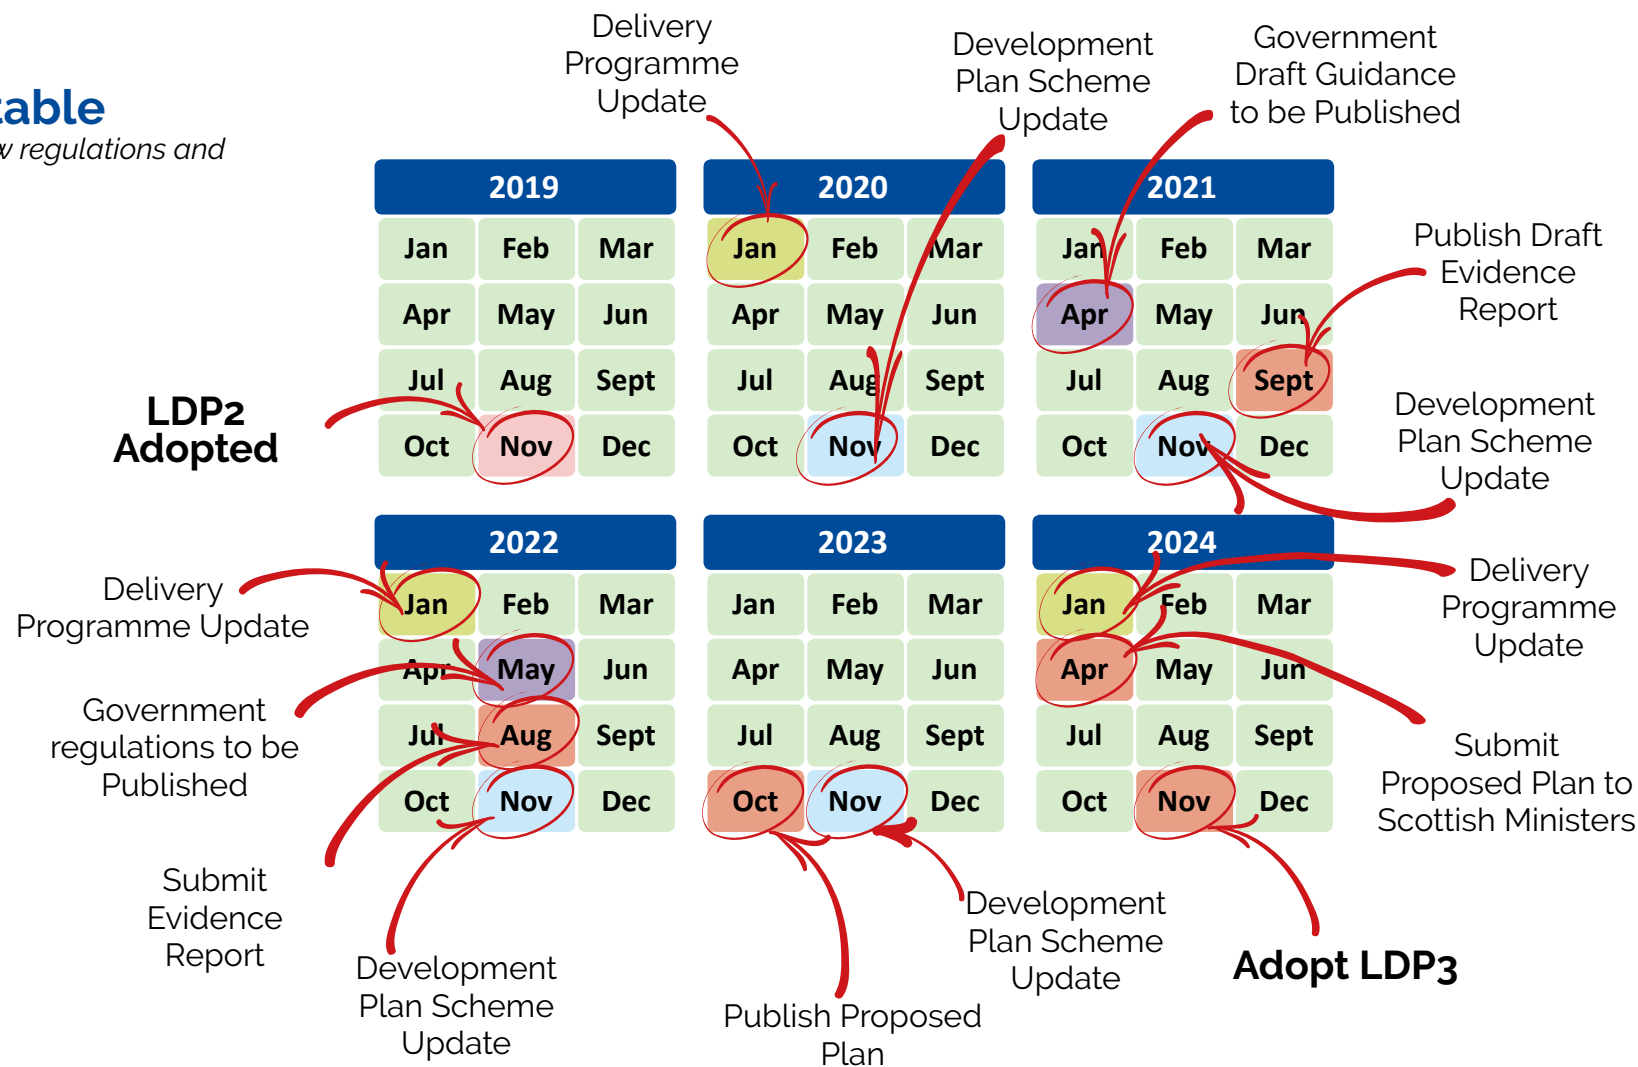 Delivery
Programme
Update
Development
Plan Scheme
Update
Government
Draft Guidance
to be Published
2019
Jan Feb Mar
Apr May Jun
Jul Aug Sept
Oct Nov Dec
2020
Jan Feb Mar
Apr May Jun
Jul Aug Sept
Oct Nov Dec
2021
Jan Feb Mar
Apr May Jun
Jul Aug Sept
Oct Nov Dec
Publish Draft
Evidence
Report
LDP2
Adopted
Development
Plan Scheme
Update
2022
Jan Feb Mar
Apr May Jun
Jul Aug Sept
Oct Nov Dec
2023
Jan Feb Mar
Apr May Jun
Jul Aug Sept
Oct Nov Dec
2024
Jan Feb Mar
Apr May Jun
Jul Aug Sept
Oct Nov Dec
Delivery
Programme Update
Delivery
Programme
Update
Government
regulations to be
Published
Submit
Proposed Plan to
Scottish Ministers
Submit
Evidence
Report
Development
Plan Scheme
Update
Publish Proposed
Plan
Development
Plan Scheme
Update
Adopt LDP3
regulations and